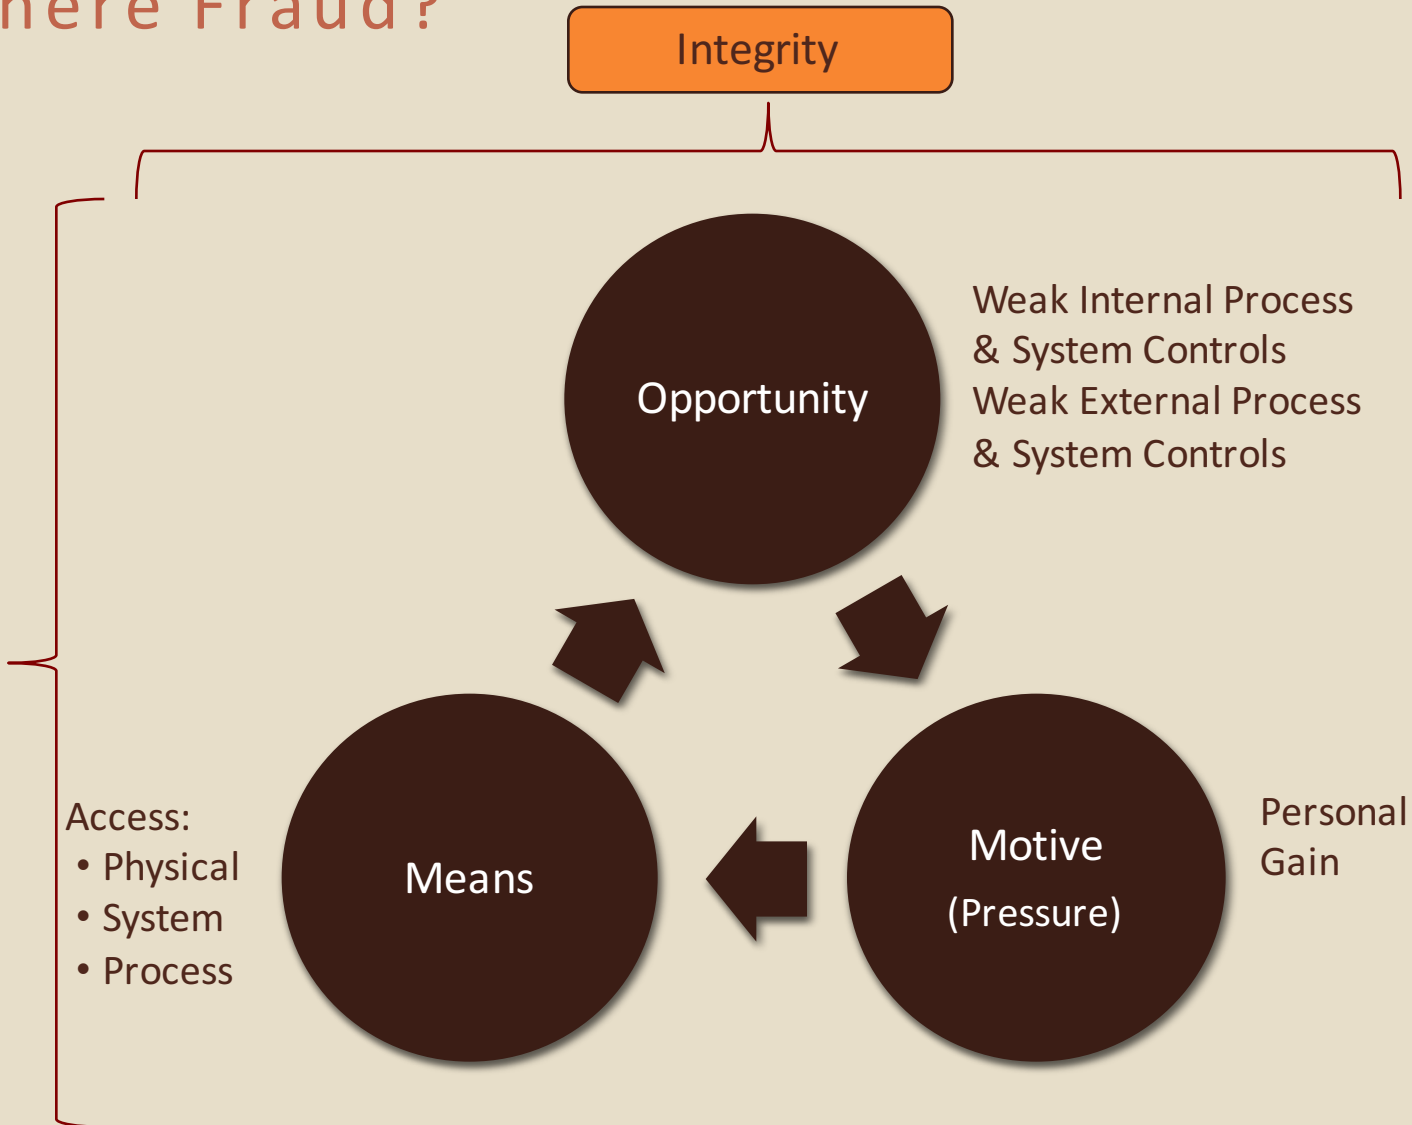 Fraud?
Integrity
Opportunity
Weak Internal Process
& System Controls
Weak External Process
& System Controls
Motive
(Pressure)
Personal
Gain
Means
Access:
• Physical
• System
• Process